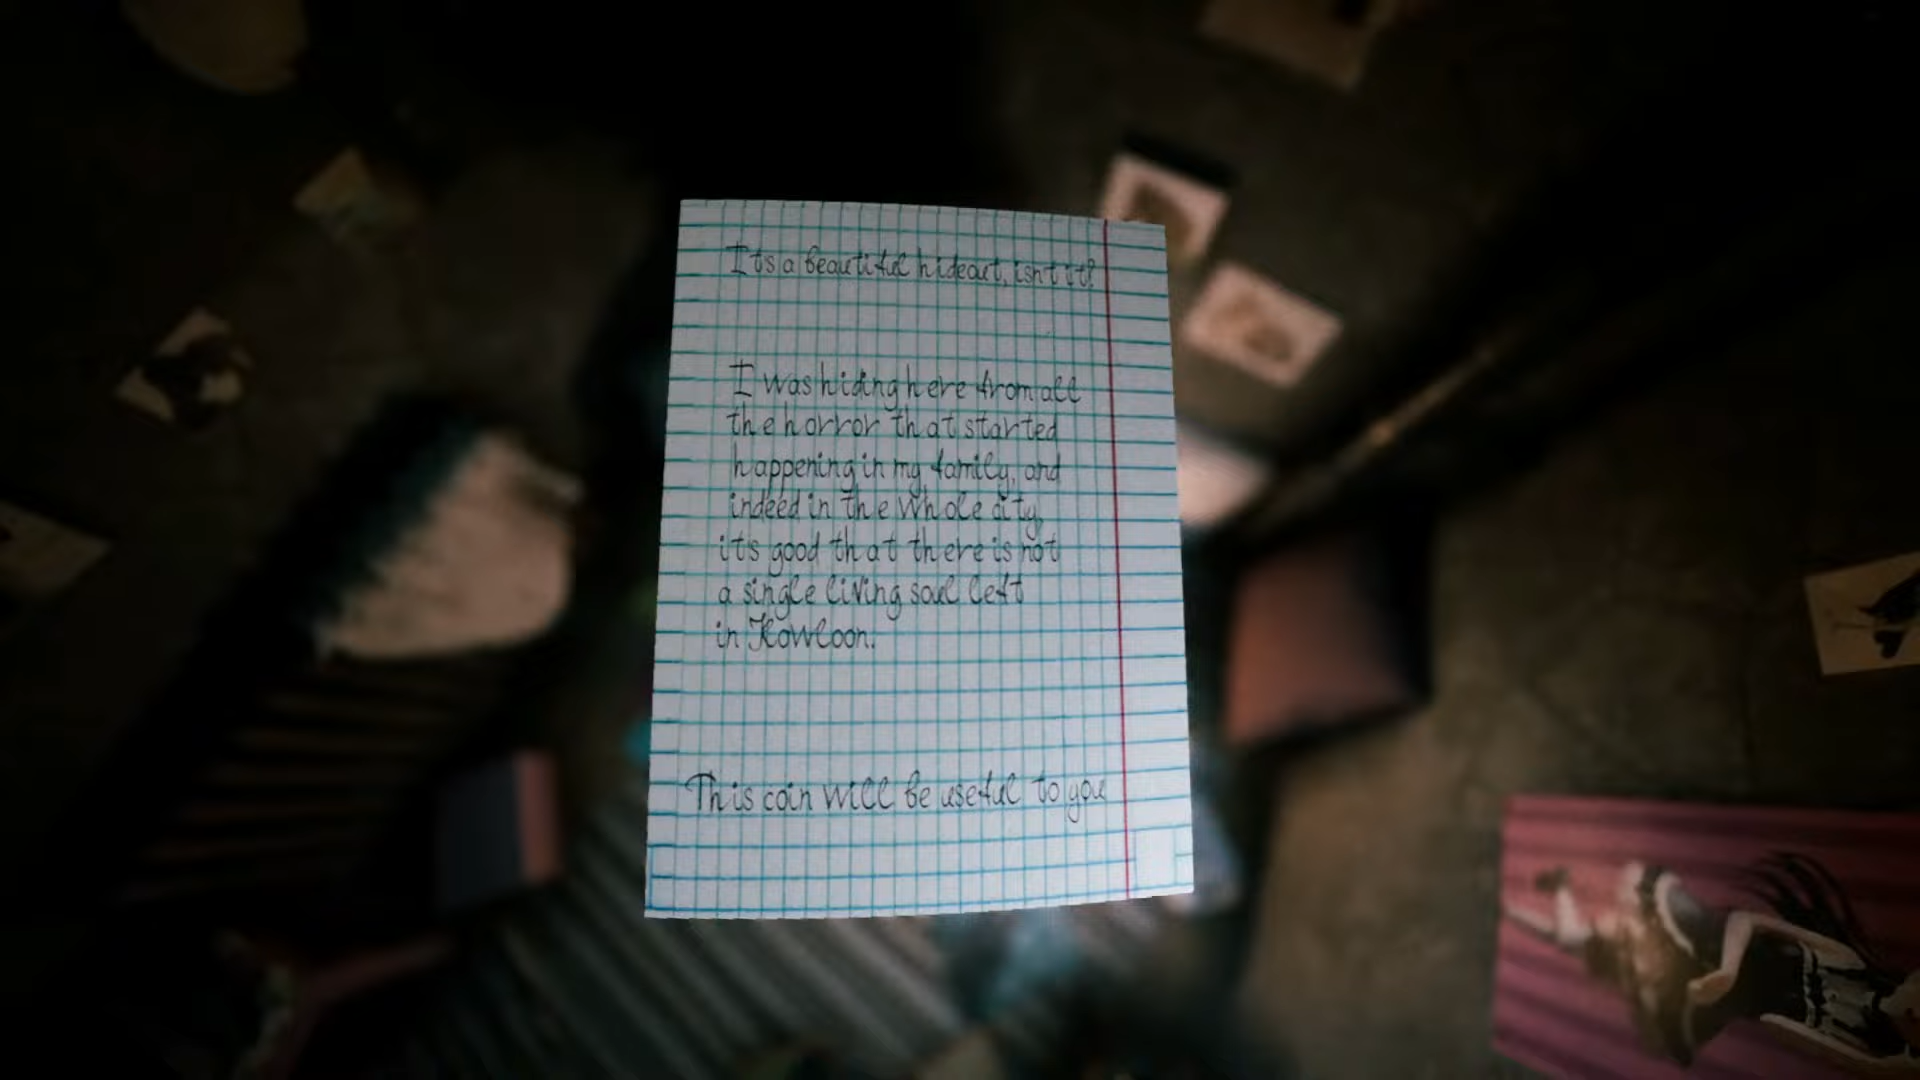 Its a beautiful hideout, isnt it?
I was hiding here from all
the horror that started
happening in my family, and
indeed in the whole city,
it's good that there is not
a single living soul left
in Kowloon.
This coin will be useful to you